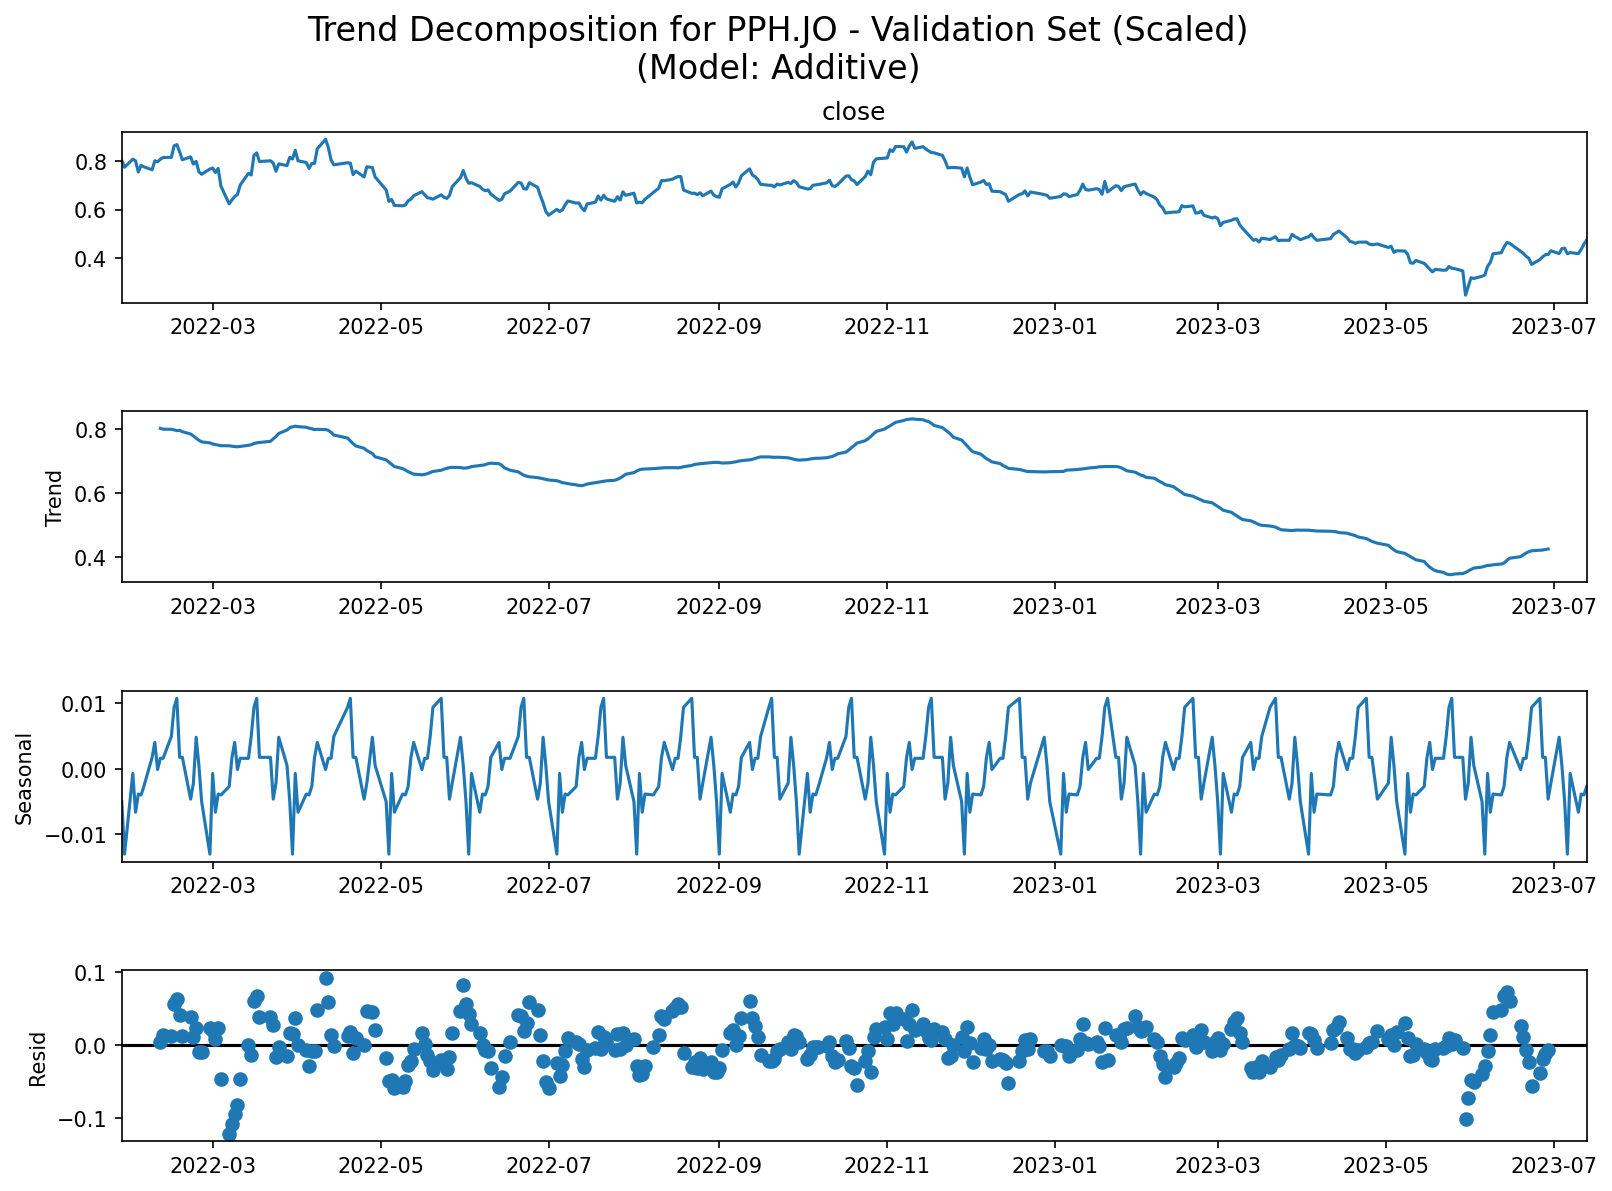 Trend Decomposition for PPH.JO - Validation Set (Scaled)
(Model: Additive)
close
0.8
0.6
0.4
2022-03 2022-05 2022-07 2022-09 2022-11 2023-01 2023-03 2023-05 2023-07
Trend
0.8
0.6
0.4
2022-03 2022-05 2022-07 2022-09 2022-11 2023-01 2023-03 2023-05 2023-07
Seasonal
0.01
0.00
−0.01
2022-03 2022-05 2022-07 2022-09 2022-11 2023-01 2023-03 2023-05 2023-07
Resid
0.1
0.0
−0.1
2022-03 2022-05 2022-07 2022-09 2022-11 2023-01 2023-03 2023-05 2023-07